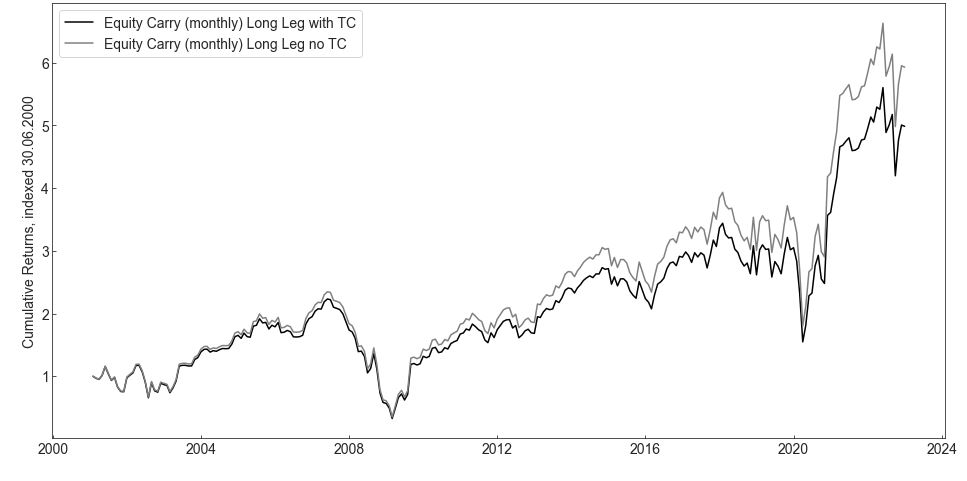 Equity Carry (monthly) Long Leg with TC
Equity Carry (monthly) Long Leg no TC
Cumulative Returns, indexed 30.06.2000
6
5
4
3
2
1
2000 2004 2008 2012 2016 2020 2024